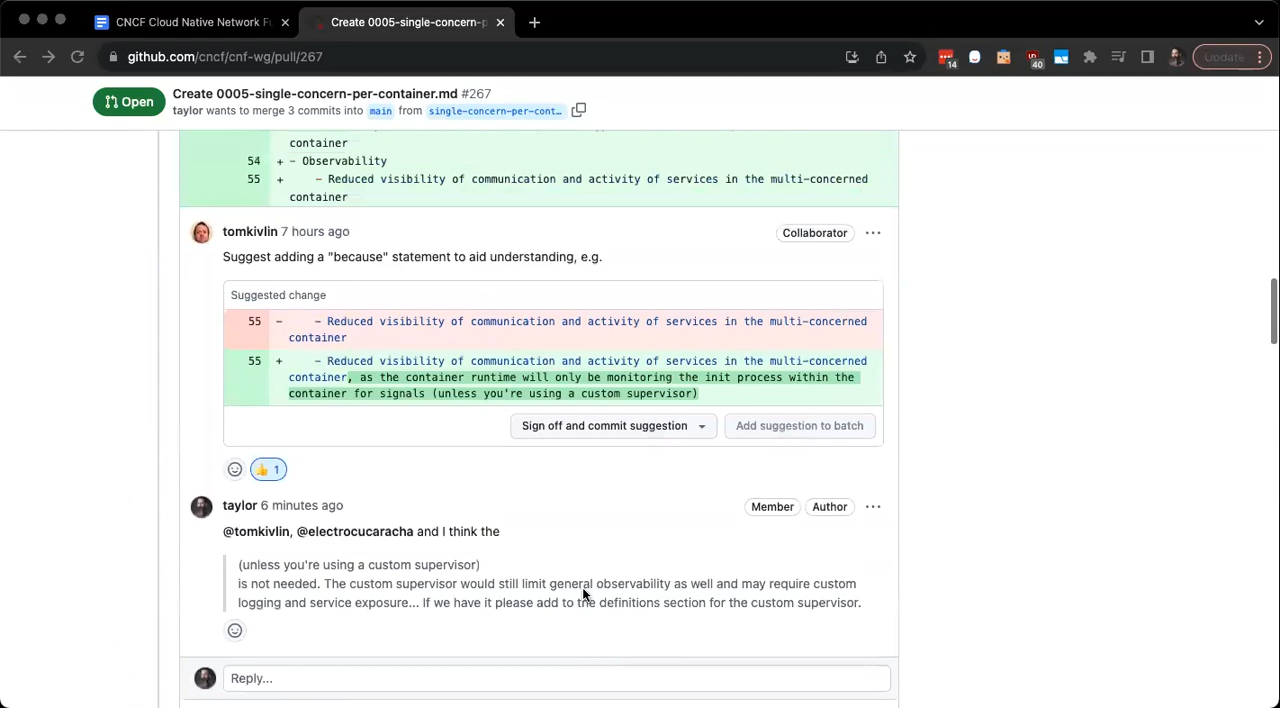 CNCF Cloud Native Network Fu
Create 0005-single-concern-p
github.com/cncf/cnf-wg/pull/267
14
40
Update
Open
Create 0005-single-concern-per-container.md #267
taylor wants to merge 3 commits into main from single-concern-per-cont…
container
54 + - Observability
55 + - Reduced visibility of communication and activity of services in the multi-concerned
container
tomkivlin 7 hours ago
Collaborator
Suggest adding a "because" statement to aid understanding, e.g.
Suggested change
55 - - Reduced visibility of communication and activity of services in the multi-concerned
container
55 + - Reduced visibility of communication and activity of services in the multi-concerned
container, as the container runtime will only be monitoring the init process within the
container for signals (unless you're using a custom supervisor)
Sign off and commit suggestion
Add suggestion to batch
1
taylor 6 minutes ago
Member
Author
@tomkivlin, @electrocucaracha and I think the
(unless you're using a custom supervisor)
is not needed. The custom supervisor would still limit general observability as well and may require custom
logging and service exposure... If we have it please add to the definitions section for the custom supervisor.
Reply...